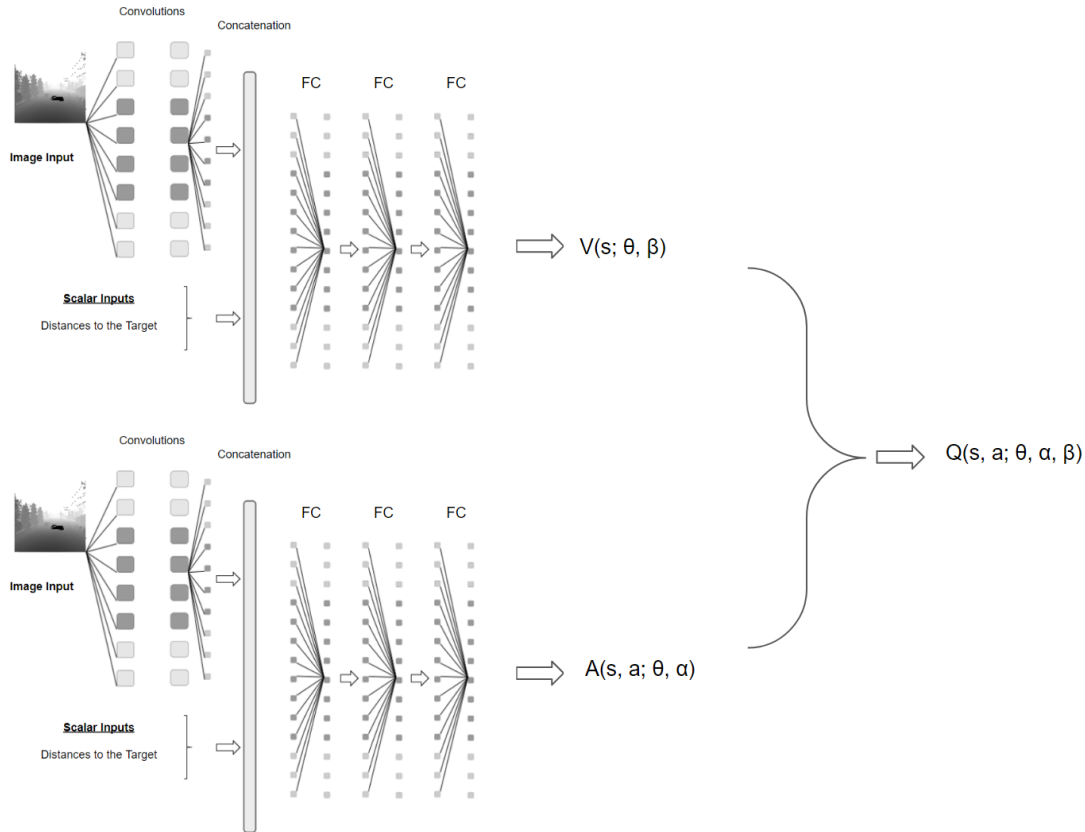 Convolutions
Concatenation
FC FC FC
Image Input
V(s; θ, β)
Scalar Inputs
Distances to the Target
Convolutions
Concatenation
Q(s, a; θ, α, β)
FC FC FC
Image Input
A(s, a; θ, α)
Scalar Inputs
Distances to the Target